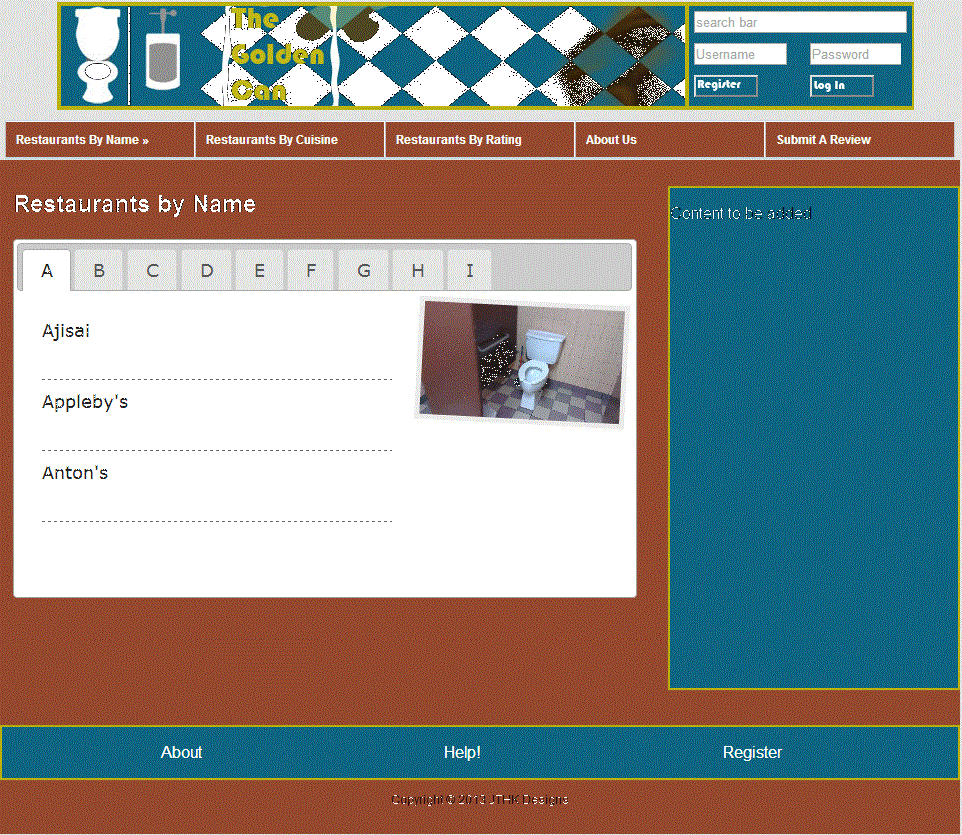 The
Golden
Can
search bar
Username Password
Register Log In
Restaurants By Name » Restaurants By Cuisine Restaurants By Rating About Us Submit A Review
Restaurants by Name
Content to be added
A B C D E F G H I
Ajisai
Appleby's
Anton's
About Help! Register
Copyright © 2013 JTHK Designs